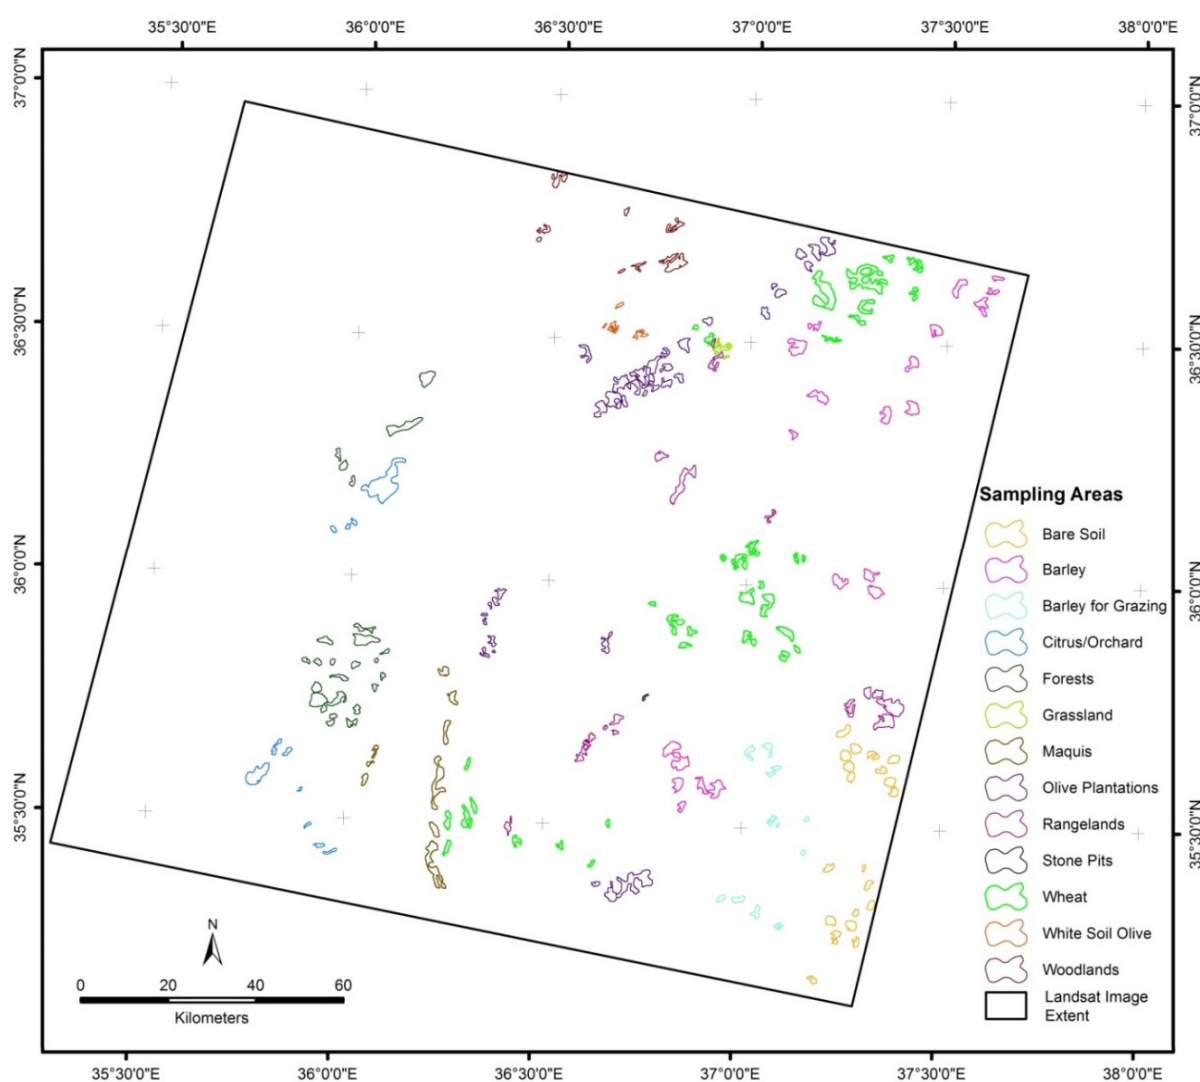 35°30'0"E 36°0'0"E 36°30'0"E 37°0'0"E 37°30'0"E 38°0'0"E
37°0'0"N
37°0'0"N
36°30'0"N
36°30'0"N
36°0'0"N
36°0'0"N
35°30'0"N
35°30'0"N
Sampling Areas
Bare Soil
Barley
Barley for Grazing
Citrus/Orchard
Forests
Grassland
Maquis
Olive Plantations
Rangelands
Stone Pits
Wheat
White Soil Olive
Woodlands
Landsat Image
Extent
N
0 20 40 60
Kilometers
35°30'0"E 36°0'0"E 36°30'0"E 37°0'0"E 37°30'0"E 38°0'0"E